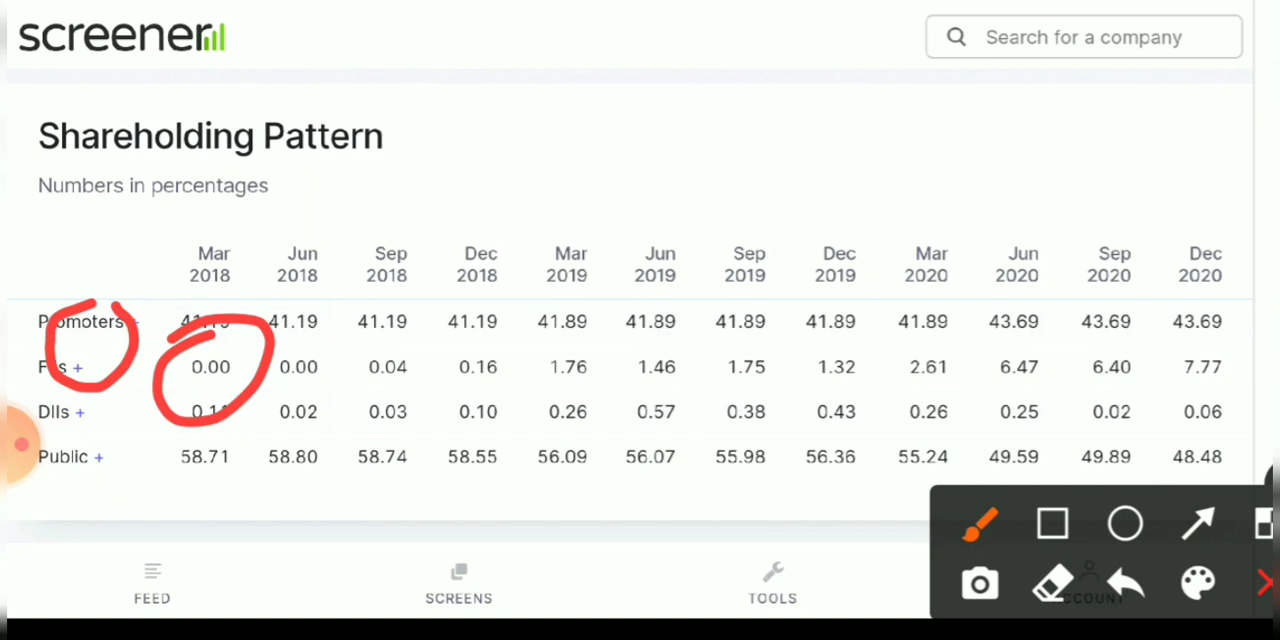 screener
Search for a company
Shareholding Pattern
Numbers in percentages
Mar 2018 Jun 2018 Sep 2018 Dec 2018 Mar 2019 Jun 2019 Sep 2019 Dec 2019 Mar 2020 Jun 2020 Sep 2020 Dec 2020
Promoters + 41.19 41.19 41.19 41.19 41.89 41.89 41.89 41.89 41.89 43.69 43.69 43.69
FIIs + 0.00 0.00 0.04 0.16 1.76 1.46 1.75 1.32 2.61 6.47 6.40 7.77
DIIs + 0.02 0.03 0.10 0.26 0.57 0.38 0.43 0.26 0.25 0.02 0.06
Public + 58.71 58.80 58.74 58.55 56.09 56.07 55.98 56.36 55.24 49.59 49.89 48.48
FEED SCREENS TOOLS ACCOUNT